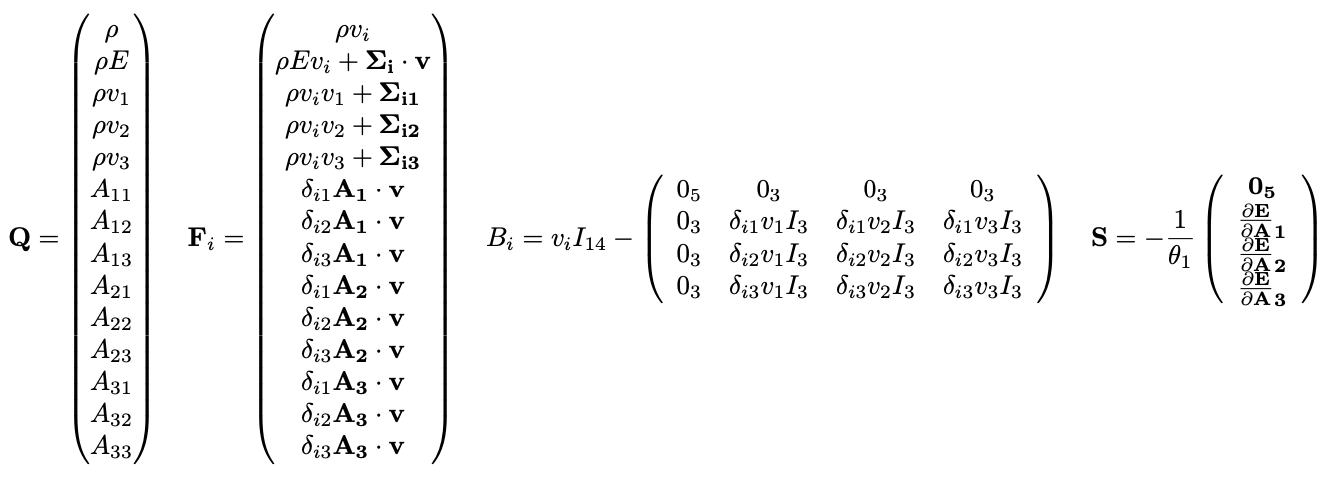 $$\mathbf{Q} = \begin{pmatrix} \rho \\ \rho E \\ \rho v_1 \\ \rho v_2 \\ \rho v_3 \\ A_{11} \\ A_{12} \\ A_{13} \\ A_{21} \\ A_{22} \\ A_{23} \\ A_{31} \\ A_{32} \\ A_{33} \end{pmatrix} \quad \mathbf{F}_i = \begin{pmatrix} \rho v_i \\ \rho E v_i + \mathbf{\Sigma_i} \cdot \mathbf{v} \\ \rho v_i v_1 + \mathbf{\Sigma_{i1}} \\ \rho v_i v_2 + \mathbf{\Sigma_{i2}} \\ \rho v_i v_3 + \mathbf{\Sigma_{i3}} \\ \delta_{i1} \mathbf{A_1} \cdot \mathbf{v} \\ \delta_{i2} \mathbf{A_1} \cdot \mathbf{v} \\ \delta_{i3} \mathbf{A_1} \cdot \mathbf{v} \\ \delta_{i1} \mathbf{A_2} \cdot \mathbf{v} \\ \delta_{i2} \mathbf{A_2} \cdot \mathbf{v} \\ \delta_{i3} \mathbf{A_2} \cdot \mathbf{v} \\ \delta_{i1} \mathbf{A_3} \cdot \mathbf{v} \\ \delta_{i2} \mathbf{A_3} \cdot \mathbf{v} \\ \delta_{i3} \mathbf{A_3} \cdot \mathbf{v} \end{pmatrix} \quad B_i = v_i I_{14} - \begin{pmatrix} 0_5 & 0_3 & 0_3 & 0_3 \\ 0_3 & \delta_{i1} v_1 I_3 & \delta_{i1} v_2 I_3 & \delta_{i1} v_3 I_3 \\ 0_3 & \delta_{i2} v_1 I_3 & \delta_{i2} v_2 I_3 & \delta_{i2} v_3 I_3 \\ 0_3 & \delta_{i3} v_1 I_3 & \delta_{i3} v_2 I_3 & \delta_{i3} v_3 I_3 \end{pmatrix} \quad \mathbf{S} = -\frac{1}{\theta_1} \begin{pmatrix} \mathbf{0_5} \\ \frac{\partial \mathbf{E}}{\partial \mathbf{A}}_{\mathbf{1}} \\ \frac{\partial \mathbf{E}}{\partial \mathbf{A}}_{\mathbf{2}} \\ \frac{\partial \mathbf{E}}{\partial \mathbf{A}}_{\mathbf{3}} \end{pmatrix}$$